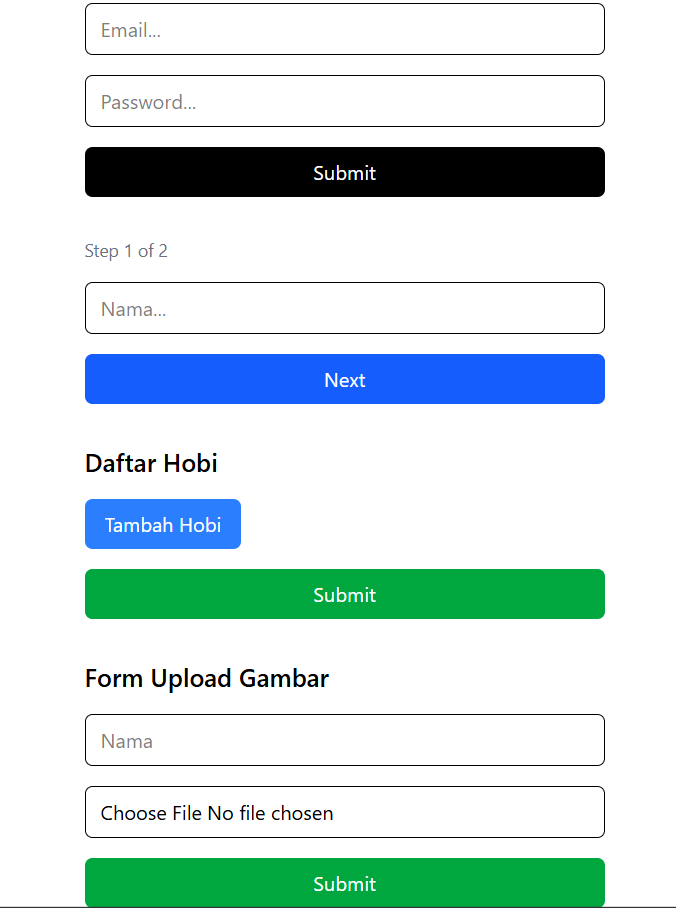 Email...
Password...
Submit
Step 1 of 2
Nama...
Next
Daftar Hobi
Tambah Hobi
Submit
Form Upload Gambar
Nama
Choose File No file chosen
Submit